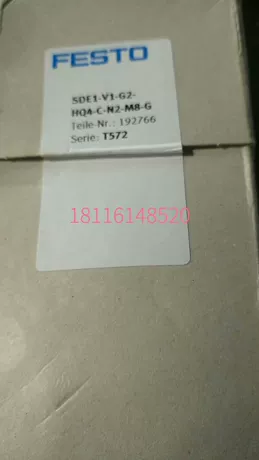 FESTO
SDE1-V1-G2-
HQ4-C-N2-M8-G
Teile-Nr.: 192766
Serie: T572
18116148520